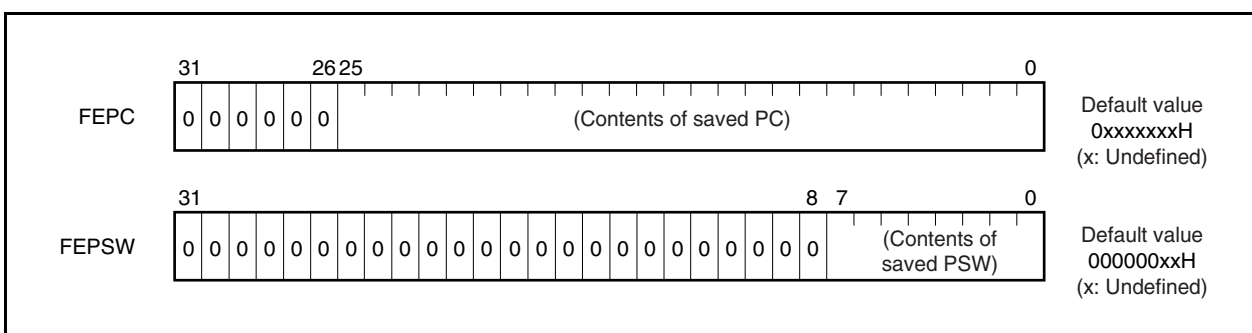 31 26 25 0
FEPC 0 0 0 0 0 0 (Contents of saved PC) Default value
0xxxxxxxH
(x: Undefined)
31 8 7 0
FEPSW 0 0 0 0 0 0 0 0 0 0 0 0 0 0 0 0 0 0 0 0 0 0 0 0 (Contents of
saved PSW) Default value
000000xxH
(x: Undefined)